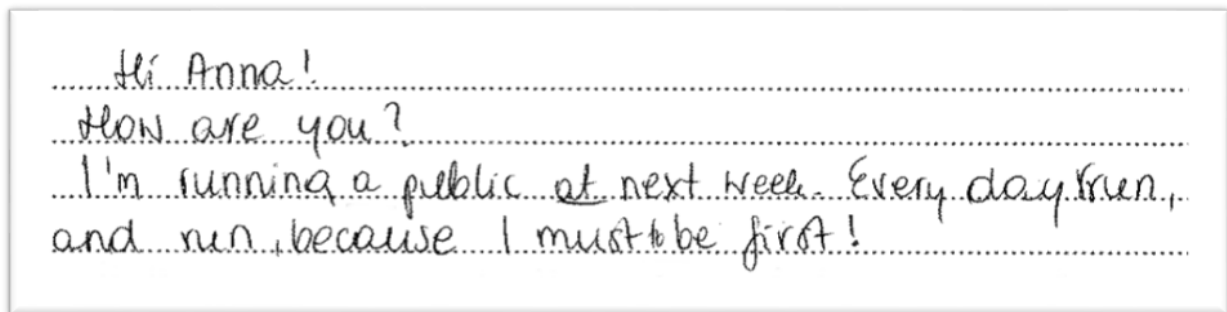 Hi Anna!
How are you?
I'm running a public at next week. Every day run,
and run, because I must to be first!